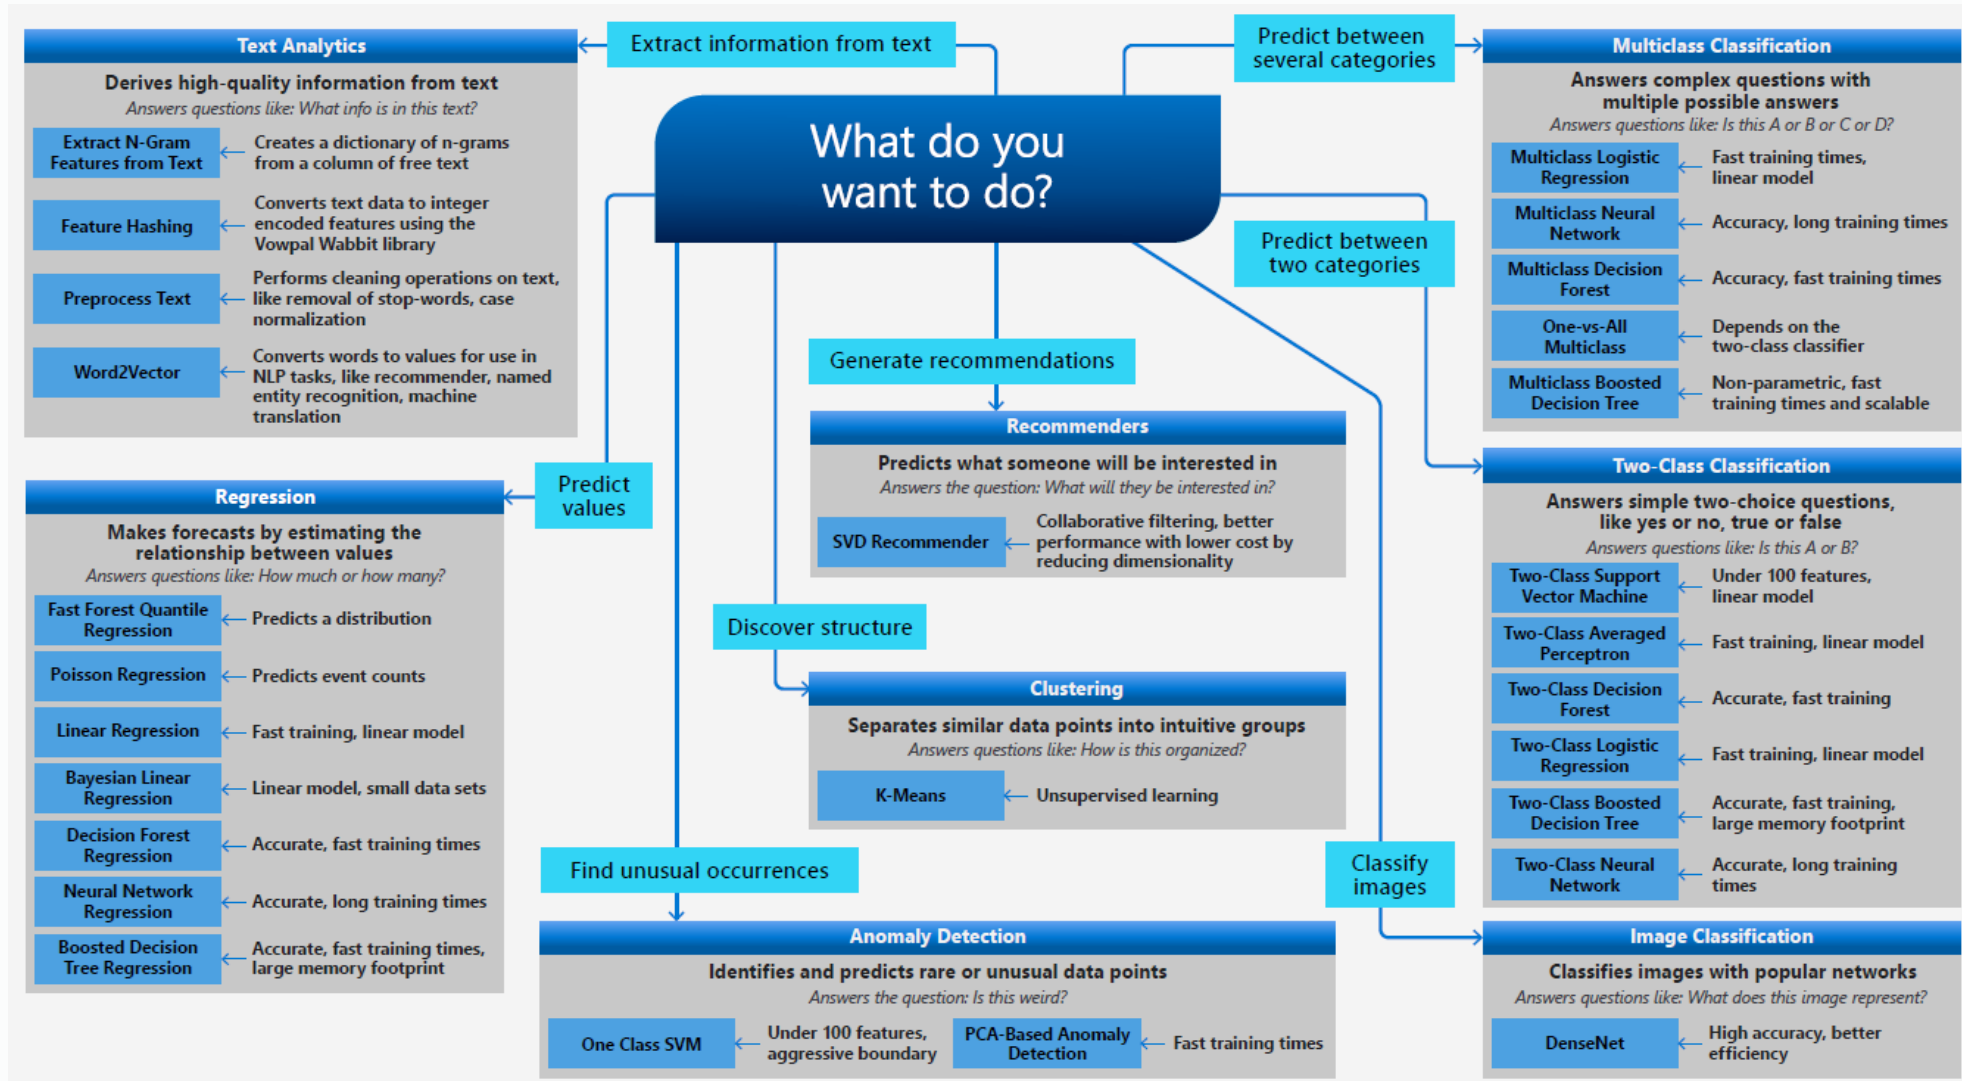 What do you
want to do?
Extract information from text
Text Analytics
Derives high-quality information from text
Answers questions like: What info is in this text?
Extract N-Gram
Features from Text
Creates a dictionary of n-grams
from a column of free text
Feature Hashing
Converts text data to integer
encoded features using the
Vowpal Wabbit library
Preprocess Text
Performs cleaning operations on text,
like removal of stop-words, case
normalization
Word2Vector
Converts words to values for use in
NLP tasks, like recommender, named
entity recognition, machine
translation
Predict
values
Regression
Makes forecasts by estimating the
relationship between values
Answers questions like: How much or how many?
Fast Forest Quantile
Regression
Predicts a distribution
Poisson Regression
Predicts event counts
Linear Regression
Fast training, linear model
Bayesian Linear
Regression
Linear model, small data sets
Decision Forest
Regression
Accurate, fast training times
Neural Network
Regression
Accurate, long training times
Boosted Decision
Tree Regression
Accurate, fast training times,
large memory footprint
Generate recommendations
Recommenders
Predicts what someone will be interested in
Answers the question: What will they be interested in?
SVD Recommender
Collaborative filtering, better
performance with lower cost by
reducing dimensionality
Discover structure
Clustering
Separates similar data points into intuitive groups
Answers questions like: How is this organized?
K-Means
Unsupervised learning
Find unusual occurrences
Anomaly Detection
Identifies and predicts rare or unusual data points
Answers the question: Is this weird?
One Class SVM
Under 100 features,
aggressive boundary
PCA-Based Anomaly
Detection
Fast training times
Predict between
several categories
Multiclass Classification
Answers complex questions with
multiple possible answers
Answers questions like: Is this A or B or C or D?
Multiclass Logistic
Regression
Fast training times,
linear model
Multiclass Neural
Network
Accuracy, long training times
Multiclass Decision
Forest
Accuracy, fast training times
One-vs-All
Multiclass
Depends on the
two-class classifier
Multiclass Boosted
Decision Tree
Non-parametric, fast
training times and scalable
Predict between
two categories
Two-Class Classification
Answers simple two-choice questions,
like yes or no, true or false
Answers questions like: Is this A or B?
Two-Class Support
Vector Machine
Under 100 features,
linear model
Two-Class Averaged
Perceptron
Fast training, linear model
Two-Class Decision
Forest
Accurate, fast training
Two-Class Logistic
Regression
Fast training, linear model
Two-Class Boosted
Decision Tree
Accurate, fast training,
large memory footprint
Two-Class Neural
Network
Accurate, long training
times
Classify
images
Image Classification
Classifies images with popular networks
Answers questions like: What does this image represent?
DenseNet
High accuracy, better
efficiency